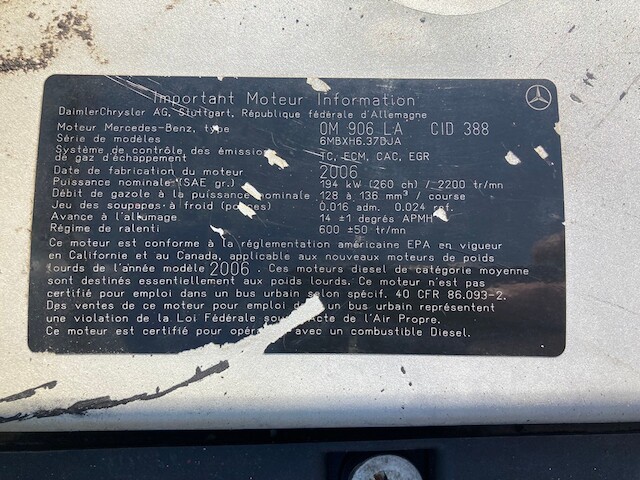 Important Moteur Information
DaimlerChrysler AG, Stuttgart, République fédérale d'Allemagne
Moteur Mercedes-Benz, type OM 906 LA CID 388
Série de modèles 6MBXH6.37DJA
Système de contrôle des émissions
de gaz d'échappement TC, ECM, CAC, EGR
Date de fabrication du moteur 2006
Puissance nominale (SAE gr.) 194 kW (260 ch) / 2200 tr/mn
Débit de gazole à la puissance nominale 128 à 136 mm³ / course
Jeu des soupapes à froid (pouces) 0.016 adm. 0.024 ref.
Avance à l'allumage 14 ±1 degrés APMH
Régime de ralenti 600 ±50 tr/mn
Ce moteur est conforme à la réglementation américaine EPA en vigueur
en Californie et au Canada, applicable aux nouveaux moteurs de poids
lourds de l'année modèle 2006. Ces moteurs diesel de catégorie moyenne
sont destinés essentiellement aux poids lourds. Ce moteur n'est pas
certifié pour emploi dans un bus urbain selon spécif. 40 CFR 86.093-2.
Des ventes de ce moteur pour emploi dans un bus urbain représentent
une violation de la Loi Fédérale sous Acte de l'Air Propre.
Ce moteur est certifié pour opérer avec un combustible Diesel.